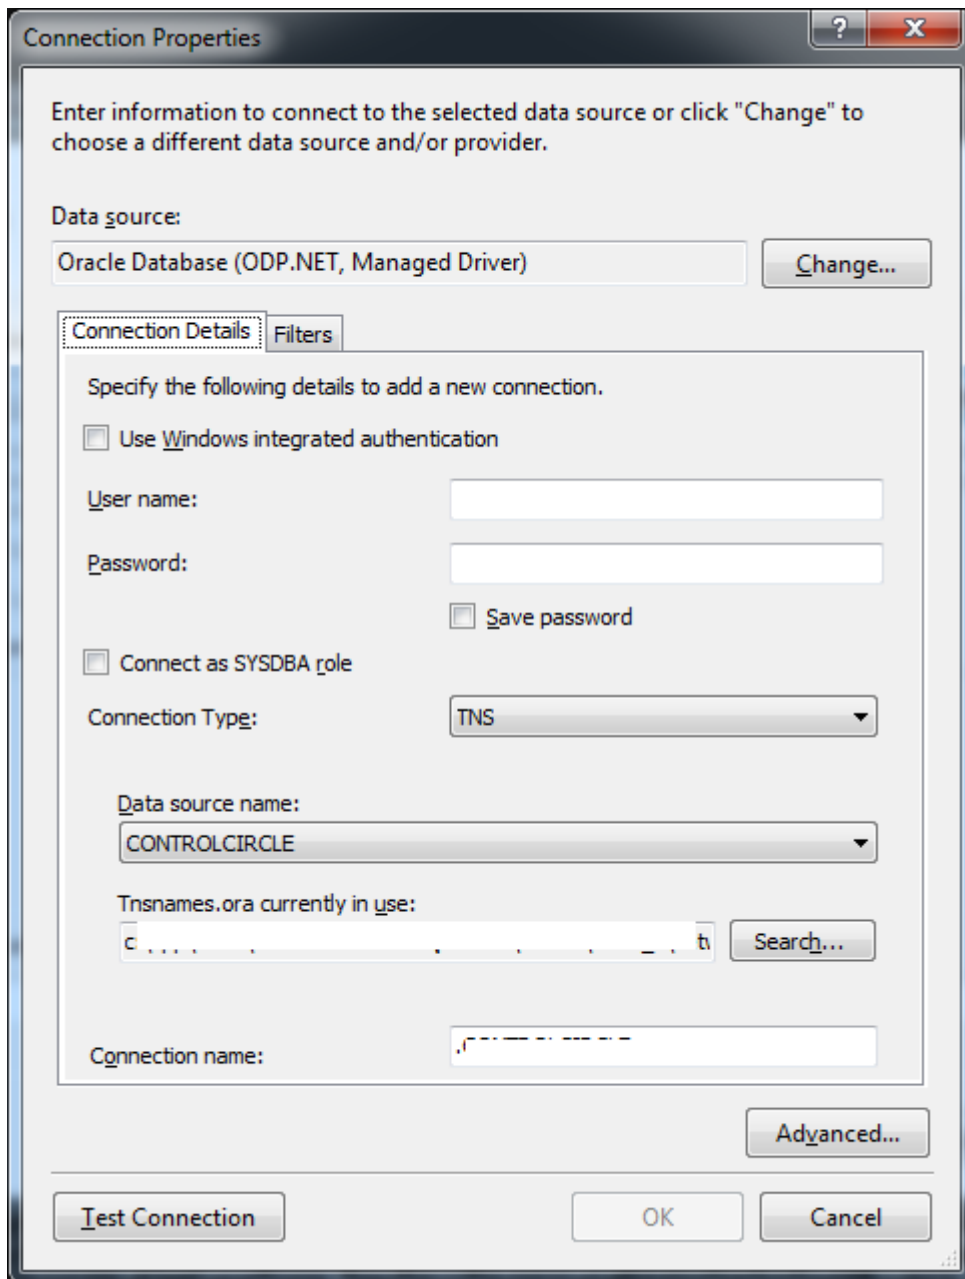 Connection Properties
?
X
Enter information to connect to the selected data source or click "Change" to
choose a different data source and/or provider.
Data source:
Oracle Database (ODP.NET, Managed Driver)
Change...
Connection Details
Filters
Specify the following details to add a new connection.
Use Windows integrated authentication
User name:
Password:
Save password
Connect as SYSDBA role
Connection Type:
TNS
Data source name:
CONTROLCIRCLE
Tnsnames.ora currently in use:
Search...
Connection name:
Advanced...
Test Connection
OK
Cancel